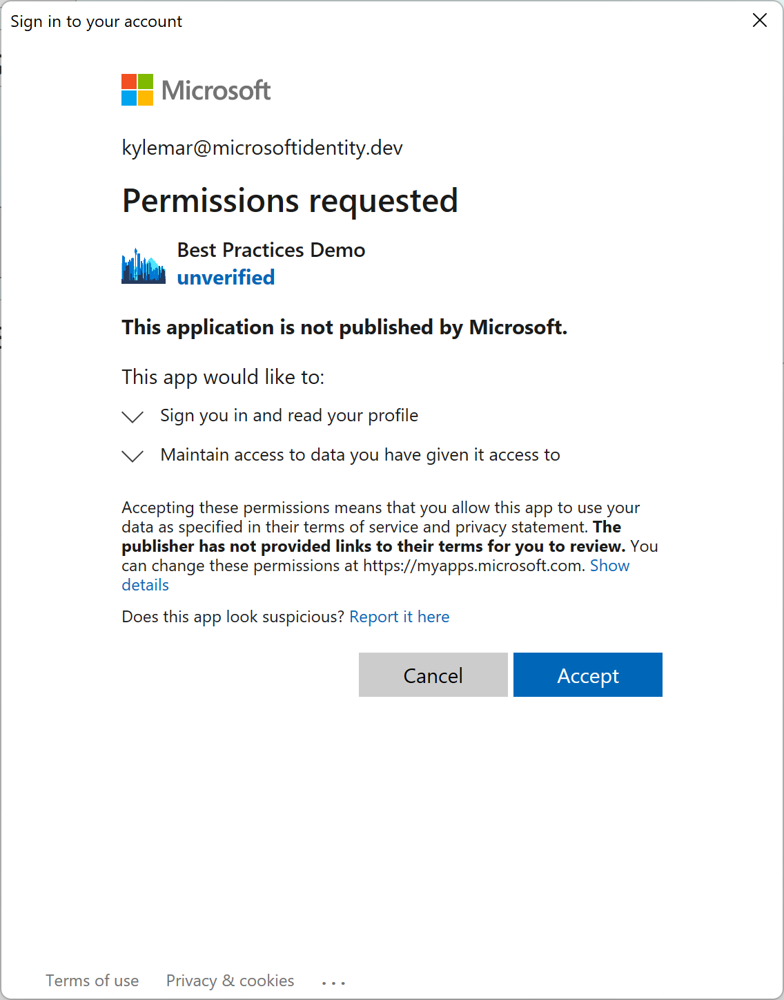 Sign in to your account
Microsoft
kylemar@microsoftidentity.dev
Permissions requested
Best Practices Demo
unverified
This application is not published by Microsoft.
This app would like to:
Sign you in and read your profile
Maintain access to data you have given it access to
Accepting these permissions means that you allow this app to use your
data as specified in their terms of service and privacy statement. The
publisher has not provided links to their terms for you to review. You
can change these permissions at https://myapps.microsoft.com. Show
details
Does this app look suspicious? Report it here
Cancel Accept
Terms of use Privacy & cookies ...